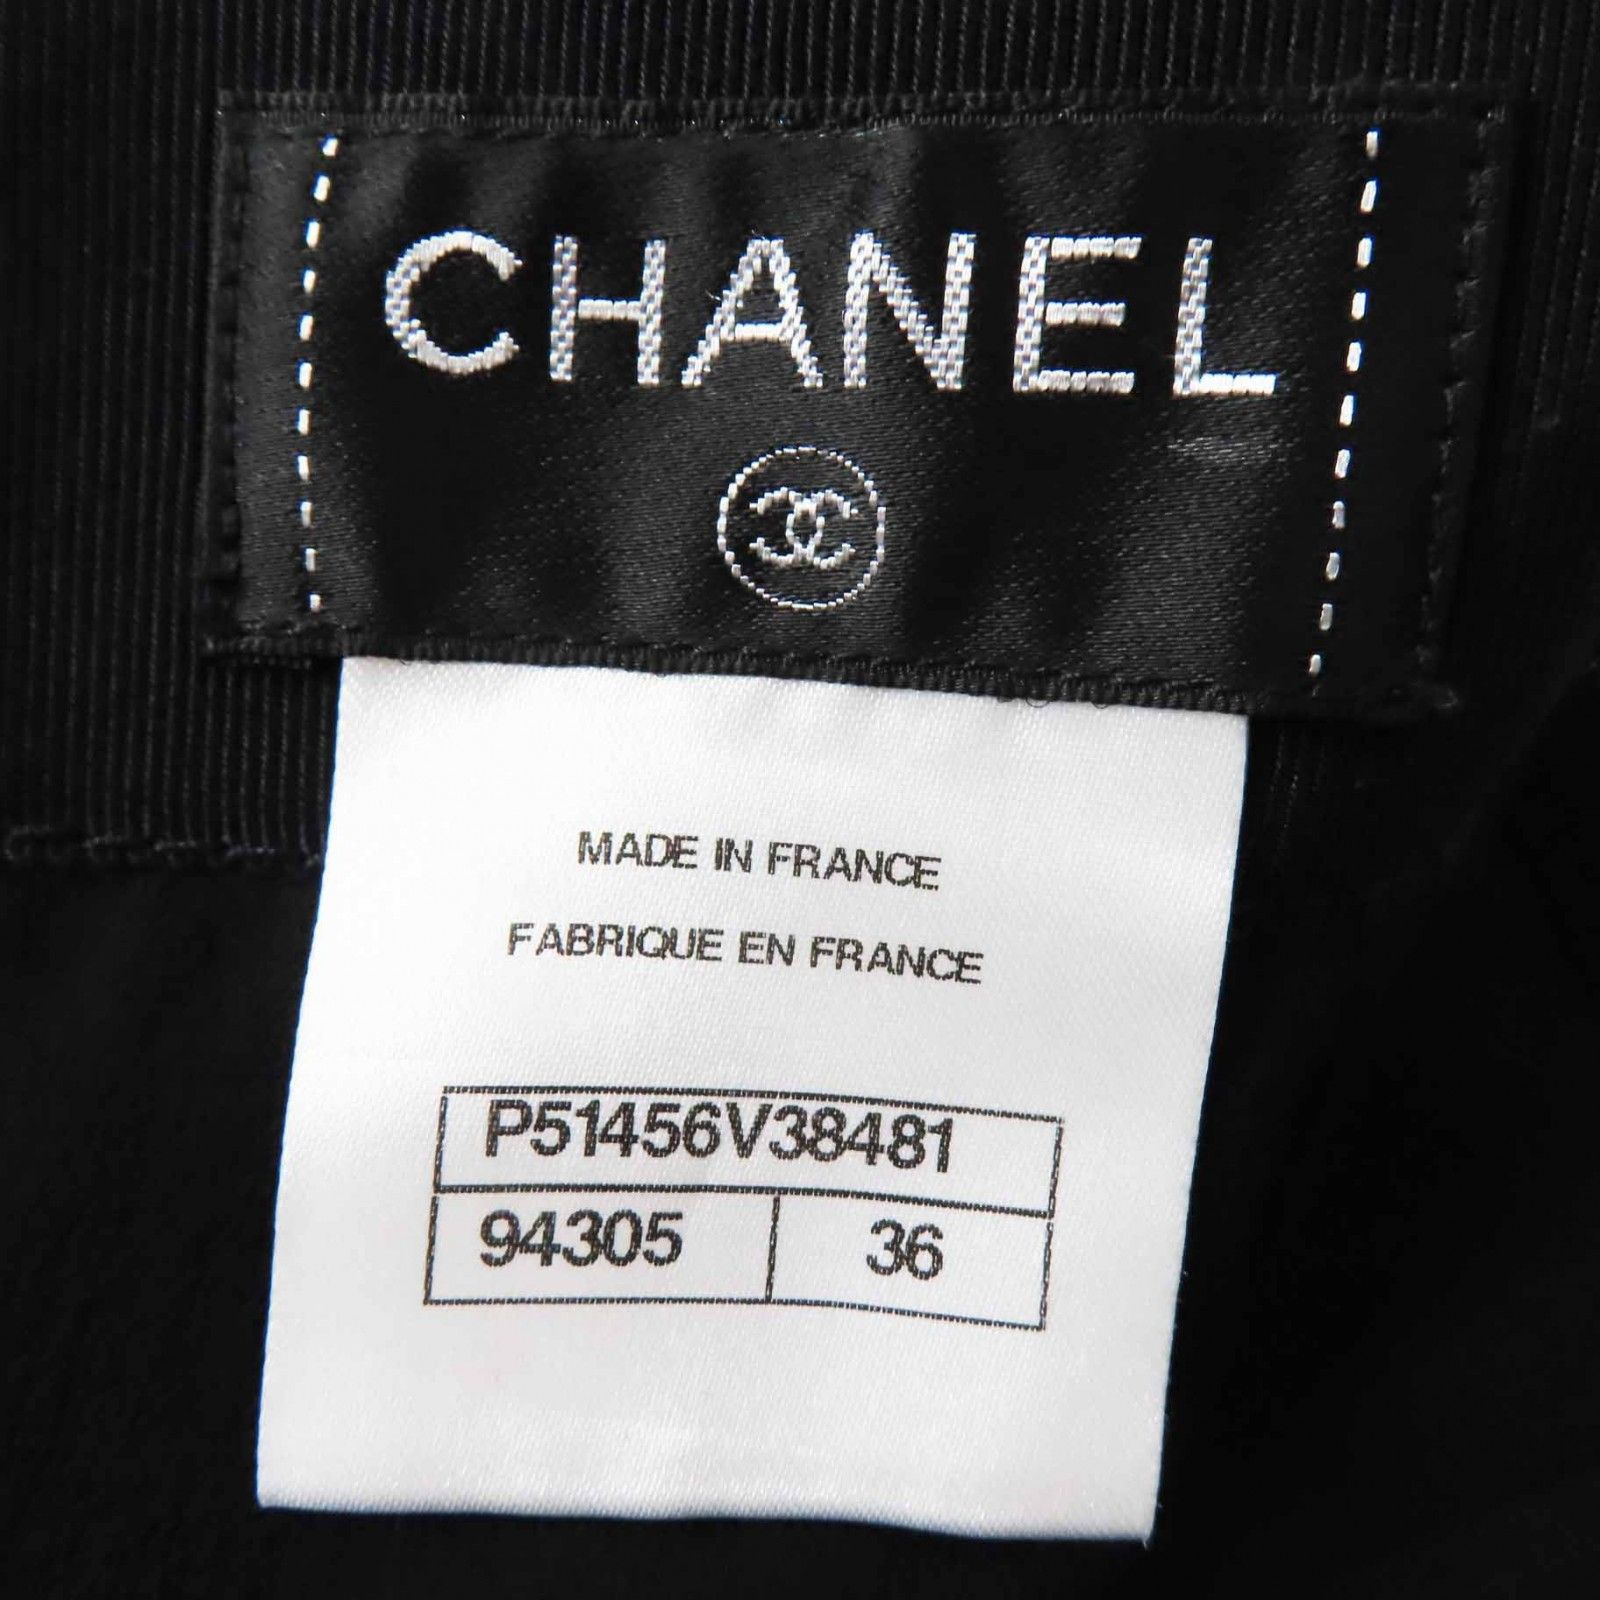 CHANEL
MADE IN FRANCE
FABRIQUE EN FRANCE
P51456V38481
94305 36